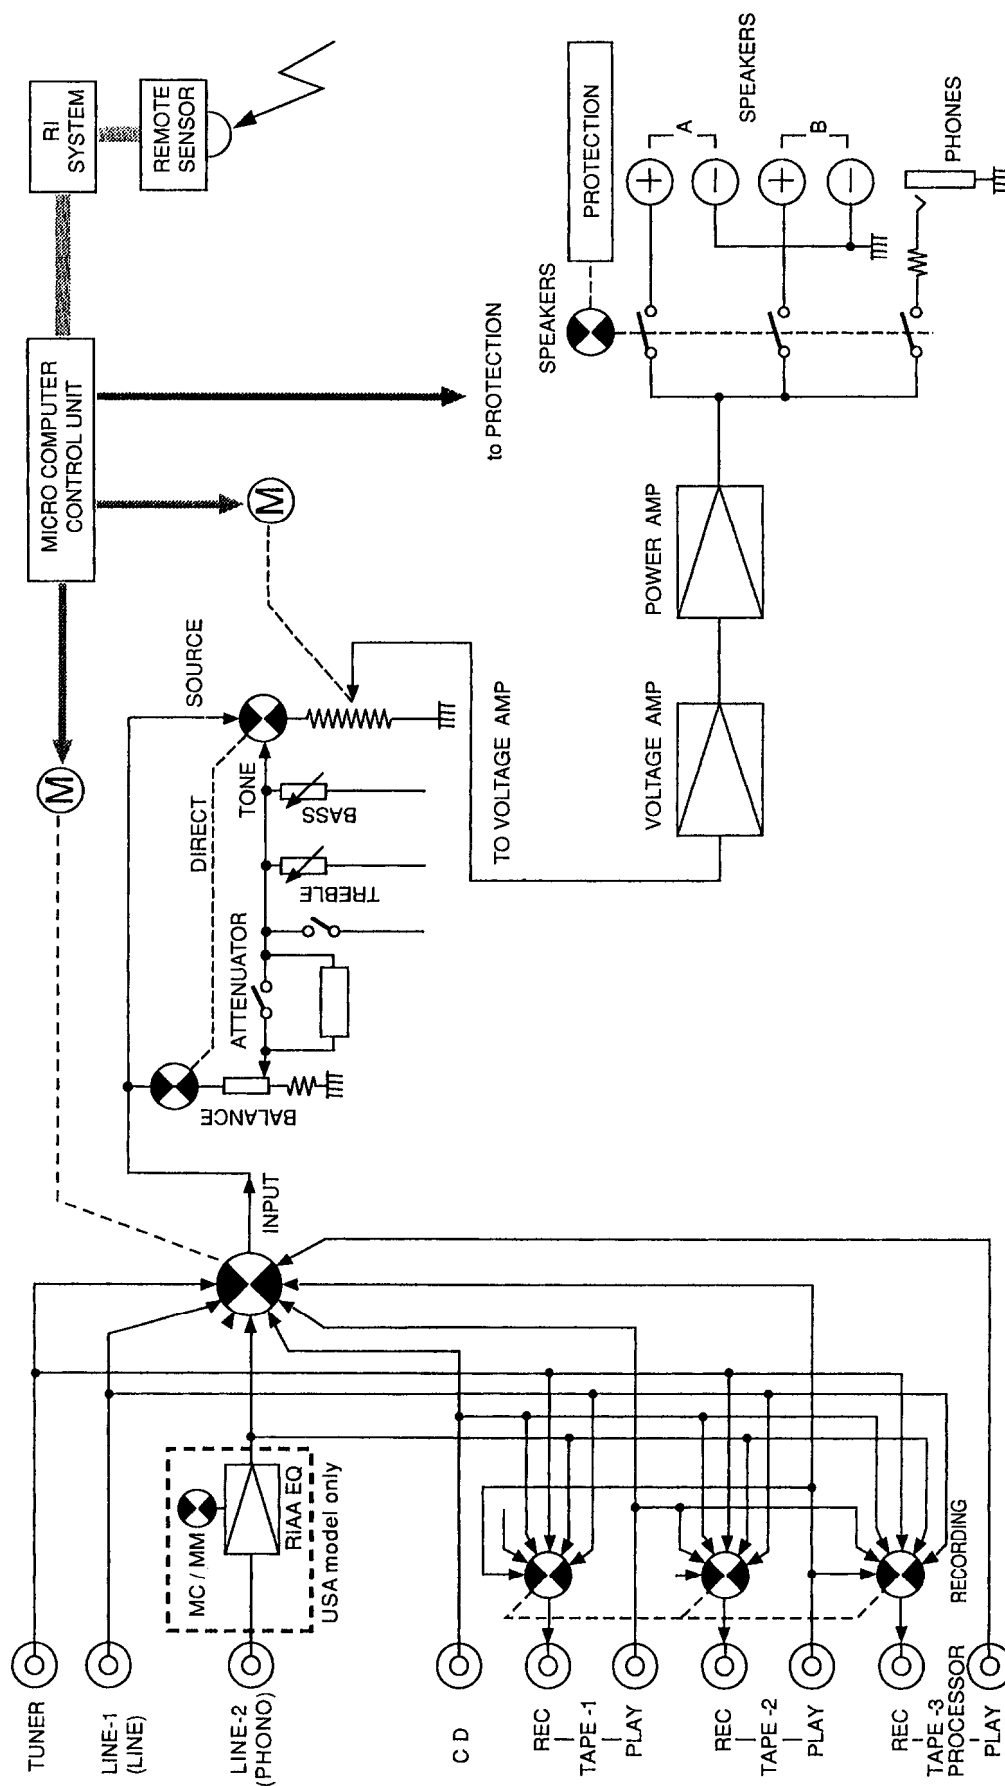 TUNER
LINE-1
(LINE)
LINE-2
(PHONO)
C D
REC
TAPE -1
PLAY
REC
TAPE -2
PLAY
REC
TAPE -3
PROCESSOR
PLAY
MC / MM
RiAA EQ
USA model only
RECORDING
INPUT
BALANCE
ATTENUATOR
TREBLE
BASS
DIRECT
TONE
SOURCE
M
M
TO VOLTAGE AMP
VOLTAGE AMP
POWER AMP
MICRO COMPUTER
CONTROL UNIT
to PROTECTION
RI
SYSTEM
REMOTE
SENSOR
SPEAKERS
PROTECTION
+
−
A
+
−
B
SPEAKERS
PHONES